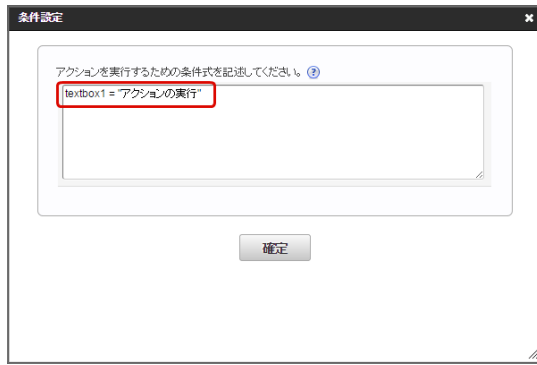 条件設定
アクションを実行するための条件式を記述してください。
textbox1 = "アクションの実行"
確定